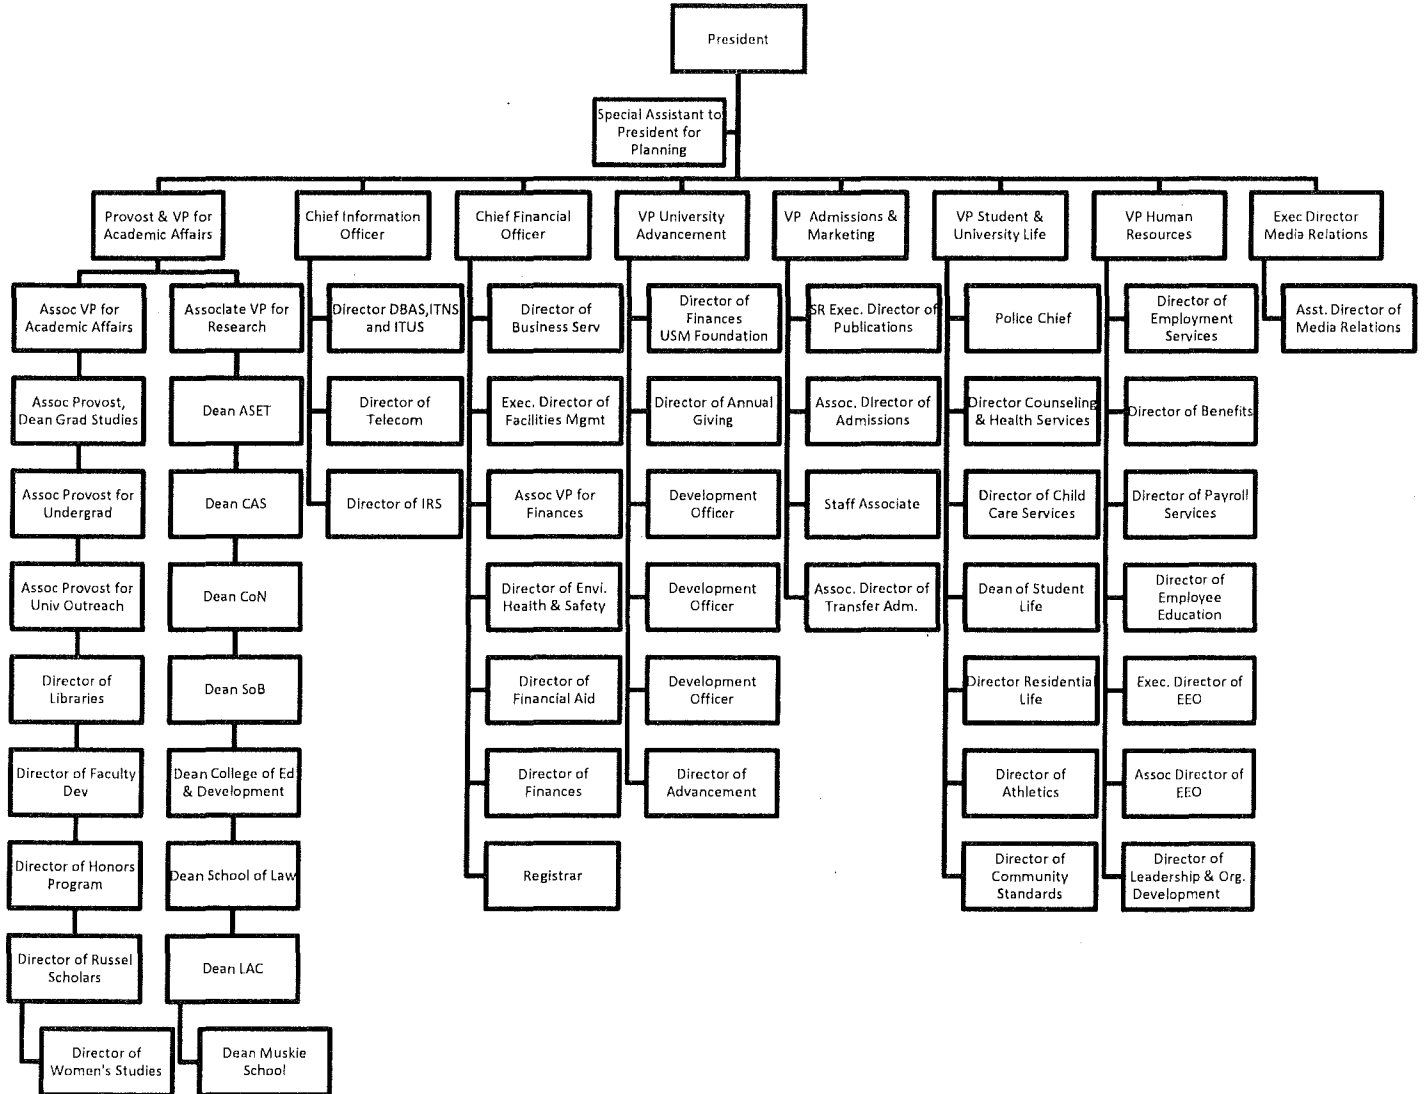 President
Special Assistant to
President for
Planning
Provost & VP for
Academic Affairs
Chief Information
Officer
Chief Financial
Officer
VP University
Advancement
VP Admissions &
Marketing
VP Student &
University Life
VP Human
Resources
Exec Director
Media Relations
Assoc VP for
Academic Affairs
Associate VP for
Research
Director DBAS,ITNS
and ITUS
Director of
Business Serv
Director of
Finances
USM Foundation
SR Exec. Director of
Publications
Police Chief
Director of
Employment
Services
Asst. Director of
Media Relations
Assoc Provost,
Dean Grad Studies
Dean ASET
Director of
Telecom
Exec. Director of
Facilities Mgmt
Director of Annual
Giving
Assoc. Director of
Admissions
Director Counseling
& Health Services
Director of Benefits
Assoc Provost for
Undergrad
Dean CAS
Director of IRS
Assoc VP for
Finances
Development
Officer
Staff Associate
Director of Child
Care Services
Director of Payroll
Services
Assoc Provost for
Univ Outreach
Dean CoN
Director of Envi.
Health & Safety
Development
Officer
Assoc. Director of
Transfer Adm.
Dean of Student
Life
Director of
Employee
Education
Director of
Libraries
Dean SoB
Director of
Financial Aid
Development
Officer
Director Residential
Life
Exec. Director of
EEO
Director of Faculty
Dev
Dean College of Ed
& Development
Director of
Finances
Director of
Advancement
Director of
Athletics
Assoc Director of
EEO
Director of Honors
Program
Dean School of Law
Registrar
Director of
Community
Standards
Director of
Leadership & Org.
Development
Director of Russel
Scholars
Dean LAC
Director of
Women's Studies
Dean Muskie
School